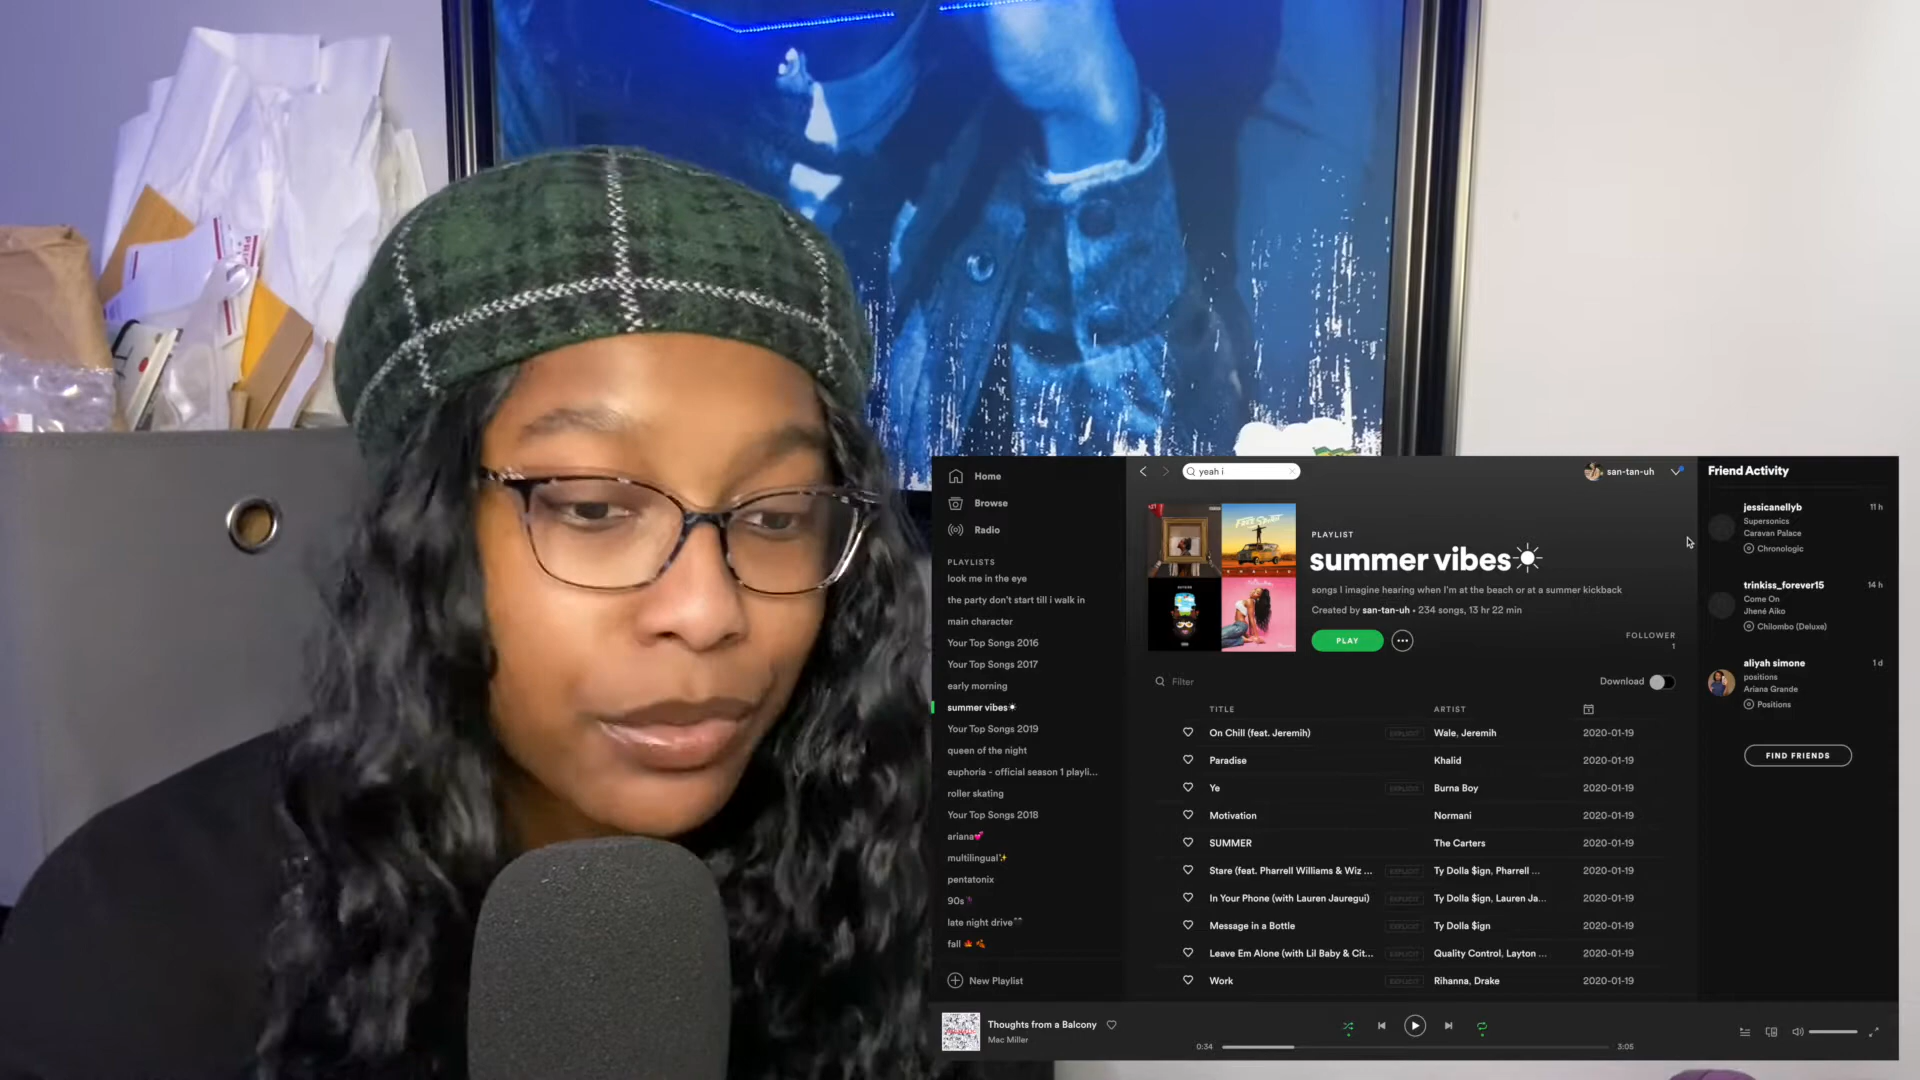 Home
Browse
Radio
PLAYLISTS
look me in the eye
the party don't start till i walk in
main character
Your Top Songs 2016
Your Top Songs 2017
early morning
summer vibes☀
Your Top Songs 2019
queen of the night
euphoria - official season 1 playli...
roller skating
Your Top Songs 2018
ariana💕
multilingual✨
pentatonix
90s
late night drive
fall 🍁🍂
New Playlist
yeah i
san-tan-uh
PLAYLIST
summer vibes☀
songs I imagine hearing when I'm at the beach or at a summer kickback
Created by san-tan-uh • 234 songs, 13 hr 22 min
PLAY
FOLLOWER
1
Filter
Download
TITLE ARTIST
On Chill (feat. Jeremih) EXPLICIT Wale, Jeremih 2020-01-19
Paradise Khalid 2020-01-19
Ye EXPLICIT Burna Boy 2020-01-19
Motivation Normani 2020-01-19
SUMMER The Carters 2020-01-19
Stare (feat. Pharrell Williams & Wiz ... EXPLICIT Ty Dolla $ign, Pharrell ... 2020-01-19
In Your Phone (with Lauren Jauregui) EXPLICIT Ty Dolla $ign, Lauren Ja... 2020-01-19
Message in a Bottle EXPLICIT Ty Dolla $ign 2020-01-19
Leave Em Alone (with Lil Baby & Cit... EXPLICIT Quality Control, Layton ... 2020-01-19
Work EXPLICIT Rihanna, Drake 2020-01-19
Friend Activity
jessicanellyb 11 h
Supersonics
Caravan Palace
Chronologic
trinkiss_forever15 14 h
Come On
Jhené Aiko
Chilombo (Deluxe)
aliyah simone 1 d
positions
Ariana Grande
Positions
FIND FRIENDS
Thoughts from a Balcony
Mac Miller
0:34 3:05